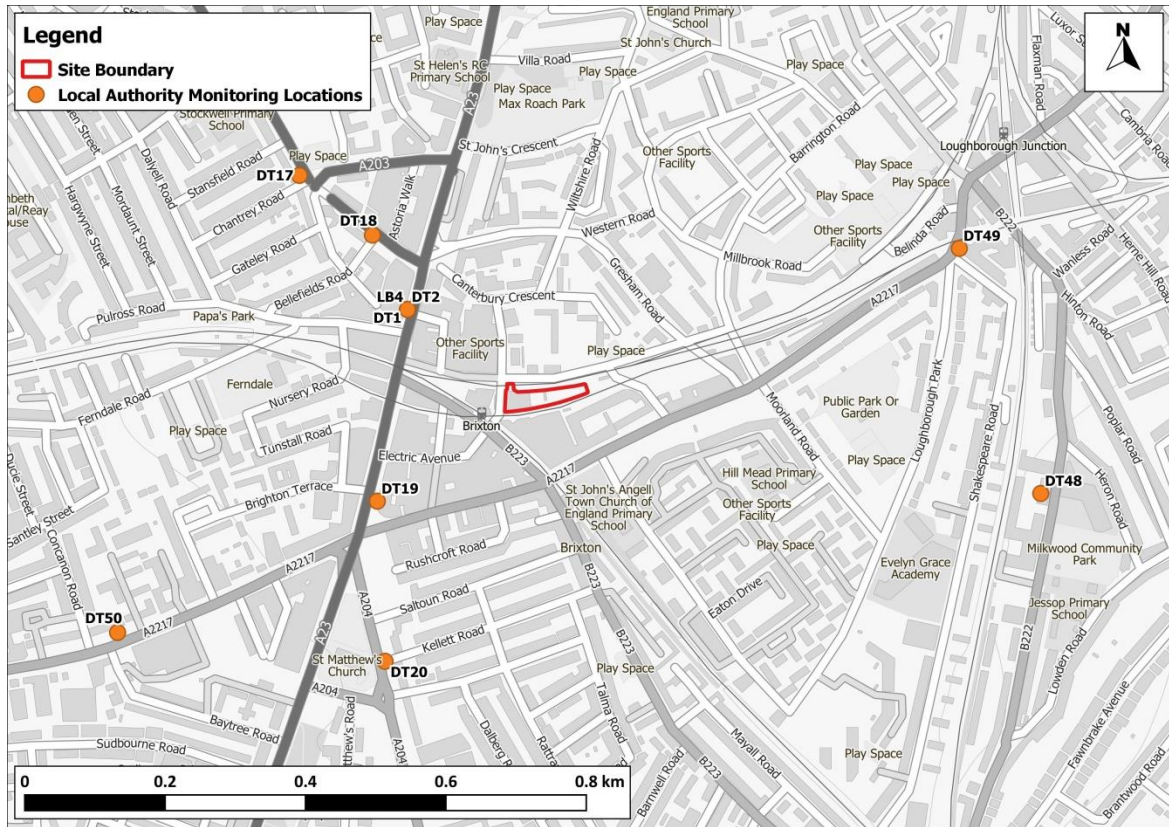 Legend
Site Boundary
Local Authority Monitoring Locations
N
Play Space
England Primary
School
St John's Church
Villa Road
St Helen's RC
Primary School
Play Space
Play Space
Play Space
Max Roach Park
A23
Flaxman Road
Cambria Road
Stockwell Primary
School
Dalyell Road
Mordaunt Street
Hargwyne Street
Stansfield Road
Play Space
A203
St John's Crescent
Barrington Road
Loughborough Junction
DT17
Chantrey Road
Astoria Walk
Wiltshire Road
Other Sports
Facility
Play Space
Play Space
Play Space
B222
DT18
Gateley Road
Western Road
Other Sports
Facility
Belinda Road
DT49
Wanless Road
Herne Hill Road
Bellefields Road
Gresham Road
Millbrook Road
LB4
DT2
DT1
Canterbury Crescent
A2217
Hinton Road
Pulross Road
Papa's Park
Other Sports
Facility
Play Space
Ferndale
Nursery Road
Ferndale Road
Play Space
Tunstall Road
Brixton
Moorland Road
Public Park Or
Garden
Loughborough Park
Poplar Road
Electric Avenue
B223
A2217
Play Space
Shakespeare Road
Hill Mead Primary
School
Other Sports
Facility
Heron Road
DT48
Brighton Terrace
DT19
St John's Angell
Town Church of
England Primary
School
Santley Street
Concanon Road
Rushcroft Road
Brixton
Play Space
Milkwood Community
Park
Evelyn Grace
Academy
A2217
A204
Saltoun Road
B223
Eaton Drive
Jessop Primary
School
DT50
A2217
A23
Kellett Road
B222
Lowden Road
St Matthew's
Church
DT20
B223
Play Space
A204
Baytree Road
Talma Road
Fawnbrake Avenue
Sudbourne Road
A204
Dalberg
Mayall Road
Play Space
Barnwell Road
B223
Brantwood Road
0
0.2
0.4
0.6
0.8 km